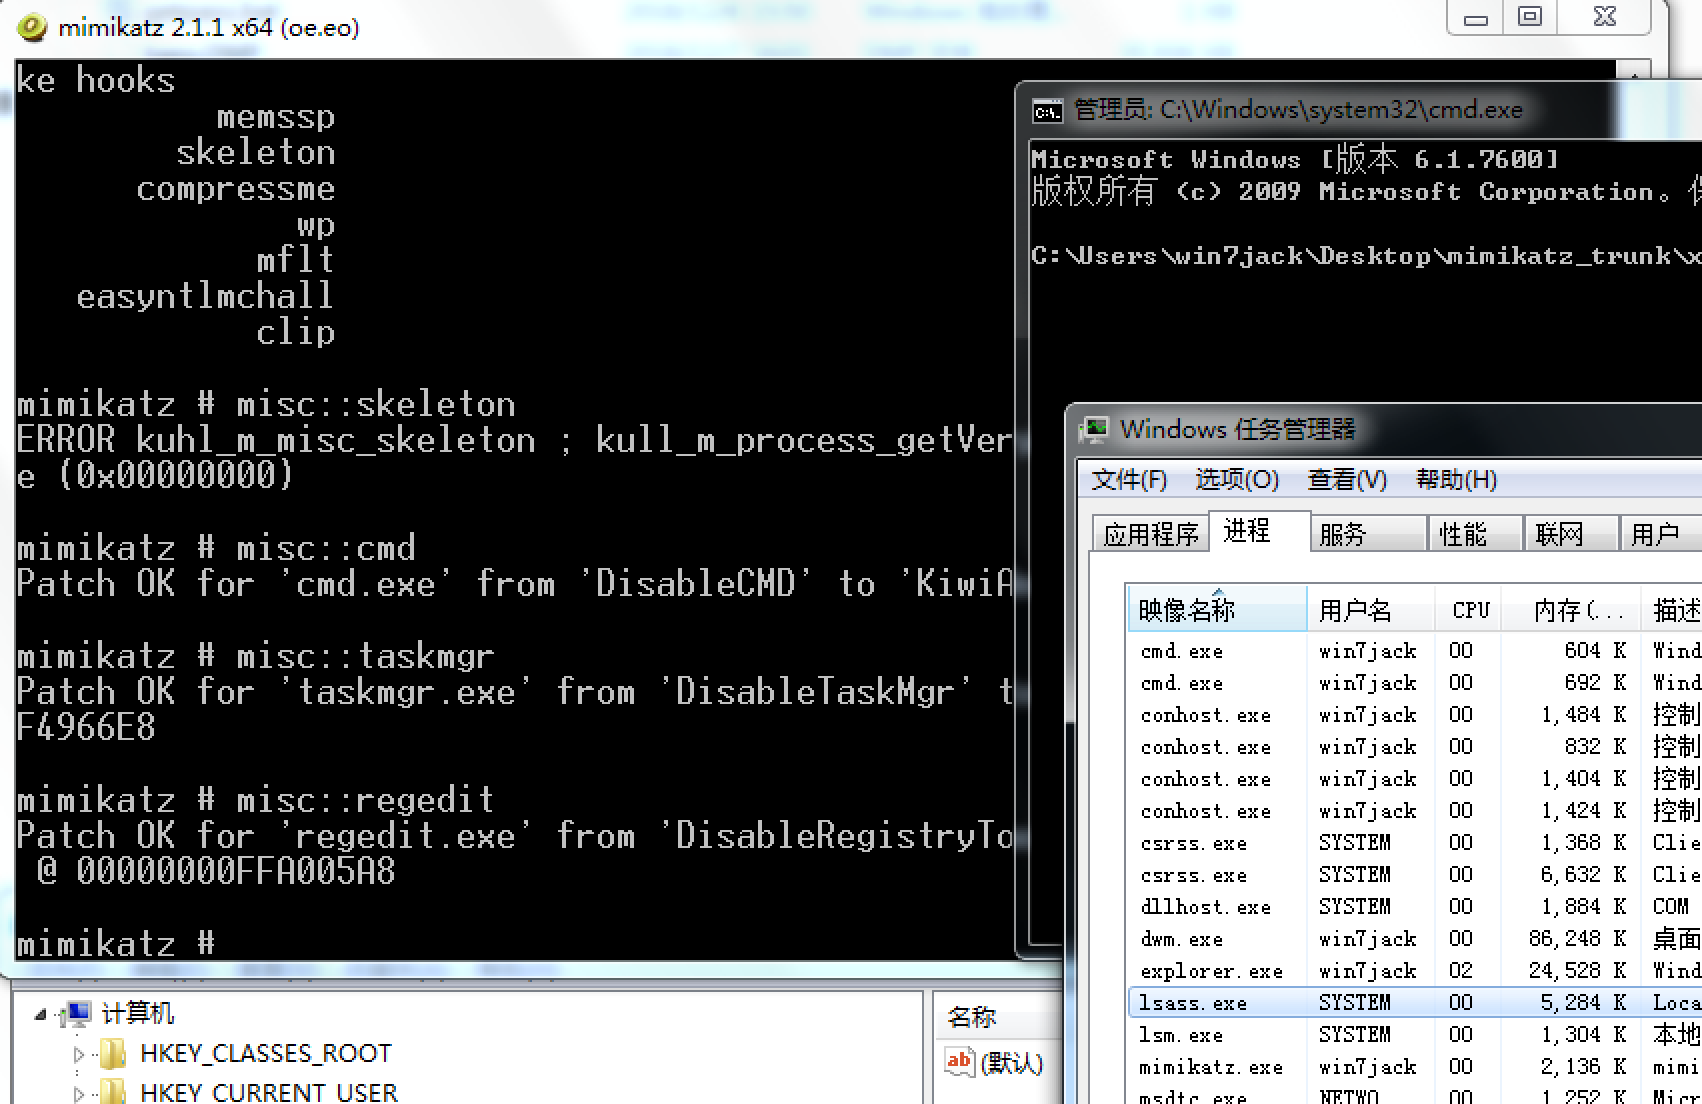 mimikatz 2.1.1 x64 (oe.eo)
ke hooks
memssp
skeleton
compressme
wp
mflt
easyntlmchall
clip
mimikatz # misc::skeleton
ERROR kuhl_m_misc_skeleton ; kull_m_process_getVer
e (0x00000000)
mimikatz # misc::cmd
Patch OK for 'cmd.exe' from 'DisableCMD' to 'KiwiA
mimikatz # misc::taskmgr
Patch OK for 'taskmgr.exe' from 'DisableTaskMgr' t
F4966E8
mimikatz # misc::regedit
Patch OK for 'regedit.exe' from 'DisableRegistryTo
@ 00000000FFA005A8
mimikatz #
管理员: C:\Windows\system32\cmd.exe
Microsoft Windows [版本 6.1.7600]
版权所有 (c) 2009 Microsoft Corporation。
C:\Users\win7jack\Desktop\mimikatz_trunk\x
Windows 任务管理器
文件(F) 选项(O) 查看(V) 帮助(H)
应用程序 进程 服务 性能 联网 用户
映像名称 用户名 CPU 内存(... 描述
cmd.exe win7jack 00 604 K Wind
cmd.exe win7jack 00 692 K Wind
conhost.exe win7jack 00 1,484 K 控制
conhost.exe win7jack 00 832 K 控制
conhost.exe win7jack 00 1,404 K 控制
conhost.exe win7jack 00 1,424 K 控制
csrss.exe SYSTEM 00 1,368 K Clie
csrss.exe SYSTEM 00 6,632 K Clie
dllhost.exe SYSTEM 00 1,884 K COM
dwm.exe win7jack 00 86,248 K 桌面
explorer.exe win7jack 02 24,528 K Wind
lsass.exe SYSTEM 00 5,284 K Loca
lsm.exe SYSTEM 00 1,304 K 本地
mimikatz.exe win7jack 00 2,136 K mimi
msdtc.exe NETWO 00 1,252 K Micr
计算机
HKEY_CLASSES_ROOT
HKEY_CURRENT_USER
名称
ab (默认)